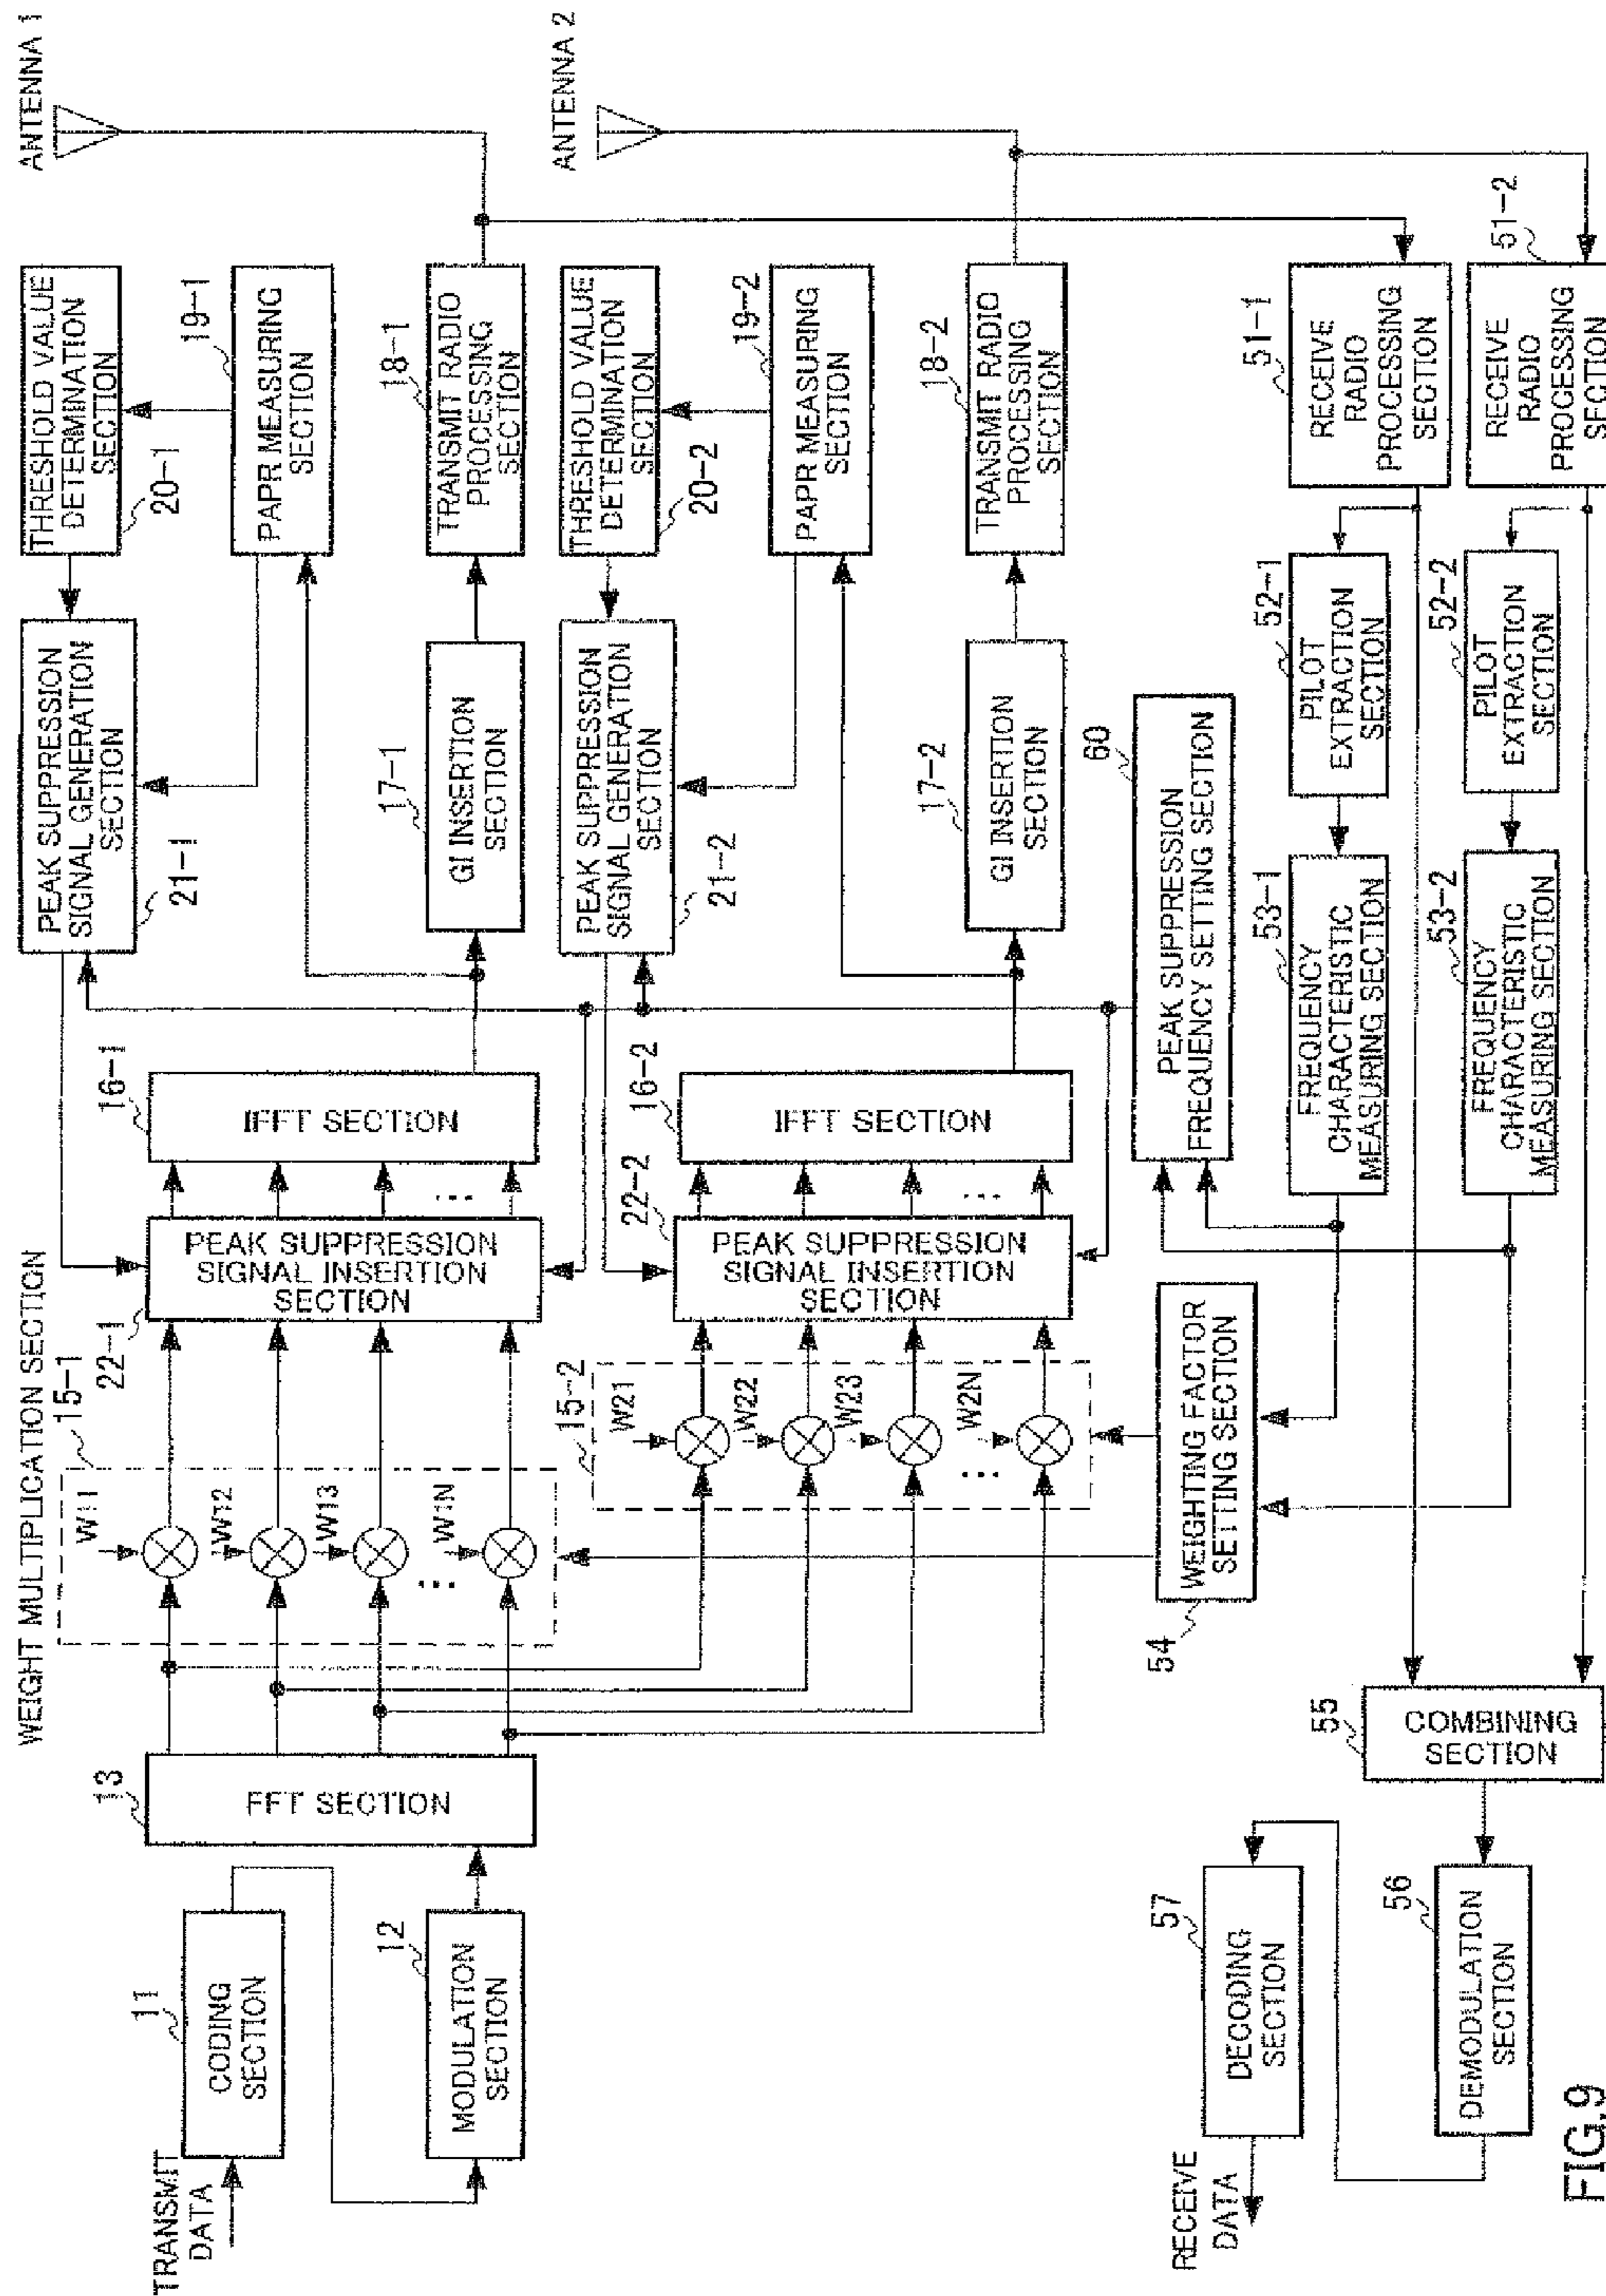 TRANSMIT
DATA
11
CODING
SECTION
12
MODULATION
SECTION
13
FFT SECTION
WEIGHT MULTIPLICATION SECTION
15-1
W11
W12
W13
...
W1N
15-2
W21
W22
W23
...
W2N
22-1
PEAK SUPPRESSION
SIGNAL INSERTION
SECTION
...
22-2
PEAK SUPPRESSION
SIGNAL INSERTION
SECTION
...
16-1
IFFT SECTION
16-2
IFFT SECTION
PEAK SUPPRESSION
SIGNAL GENERATION
SECTION
21-1
THRESHOLD VALUE
DETERMINATION
SECTION
20-1
19-1
PAPR MEASURING
SECTION
17-1
GI INSERTION
SECTION
18-1
TRANSMIT RADIO
PROCESSING
SECTION
ANTENNA 1
PEAK SUPPRESSION
SIGNAL GENERATION
SECTION
21-2
THRESHOLD VALUE
DETERMINATION
SECTION
20-2
19-2
PAPR MEASURING
SECTION
17-2
GI INSERTION
SECTION
18-2
TRANSMIT RADIO
PROCESSING
SECTION
ANTENNA 2
60
PEAK SUPPRESSION
FREQUENCY SETTING SECTION
WEIGHTING FACTOR
SETTING SECTION
54
53-1
FREQUENCY
CHARACTERISTIC
MEASURING SECTION
52-1
PILOT
EXTRACTION
SECTION
51-1
RECEIVE
RADIO
PROCESSING
SECTION
53-2
FREQUENCY
CHARACTERISTIC
MEASURING SECTION
52-2
PILOT
EXTRACTION
SECTION
51-2
RECEIVE
RADIO
PROCESSING
SECTION
55
COMBINING
SECTION
56
DEMODULATION
SECTION
57
DECODING
SECTION
RECEIVE
DATA
FIG.9